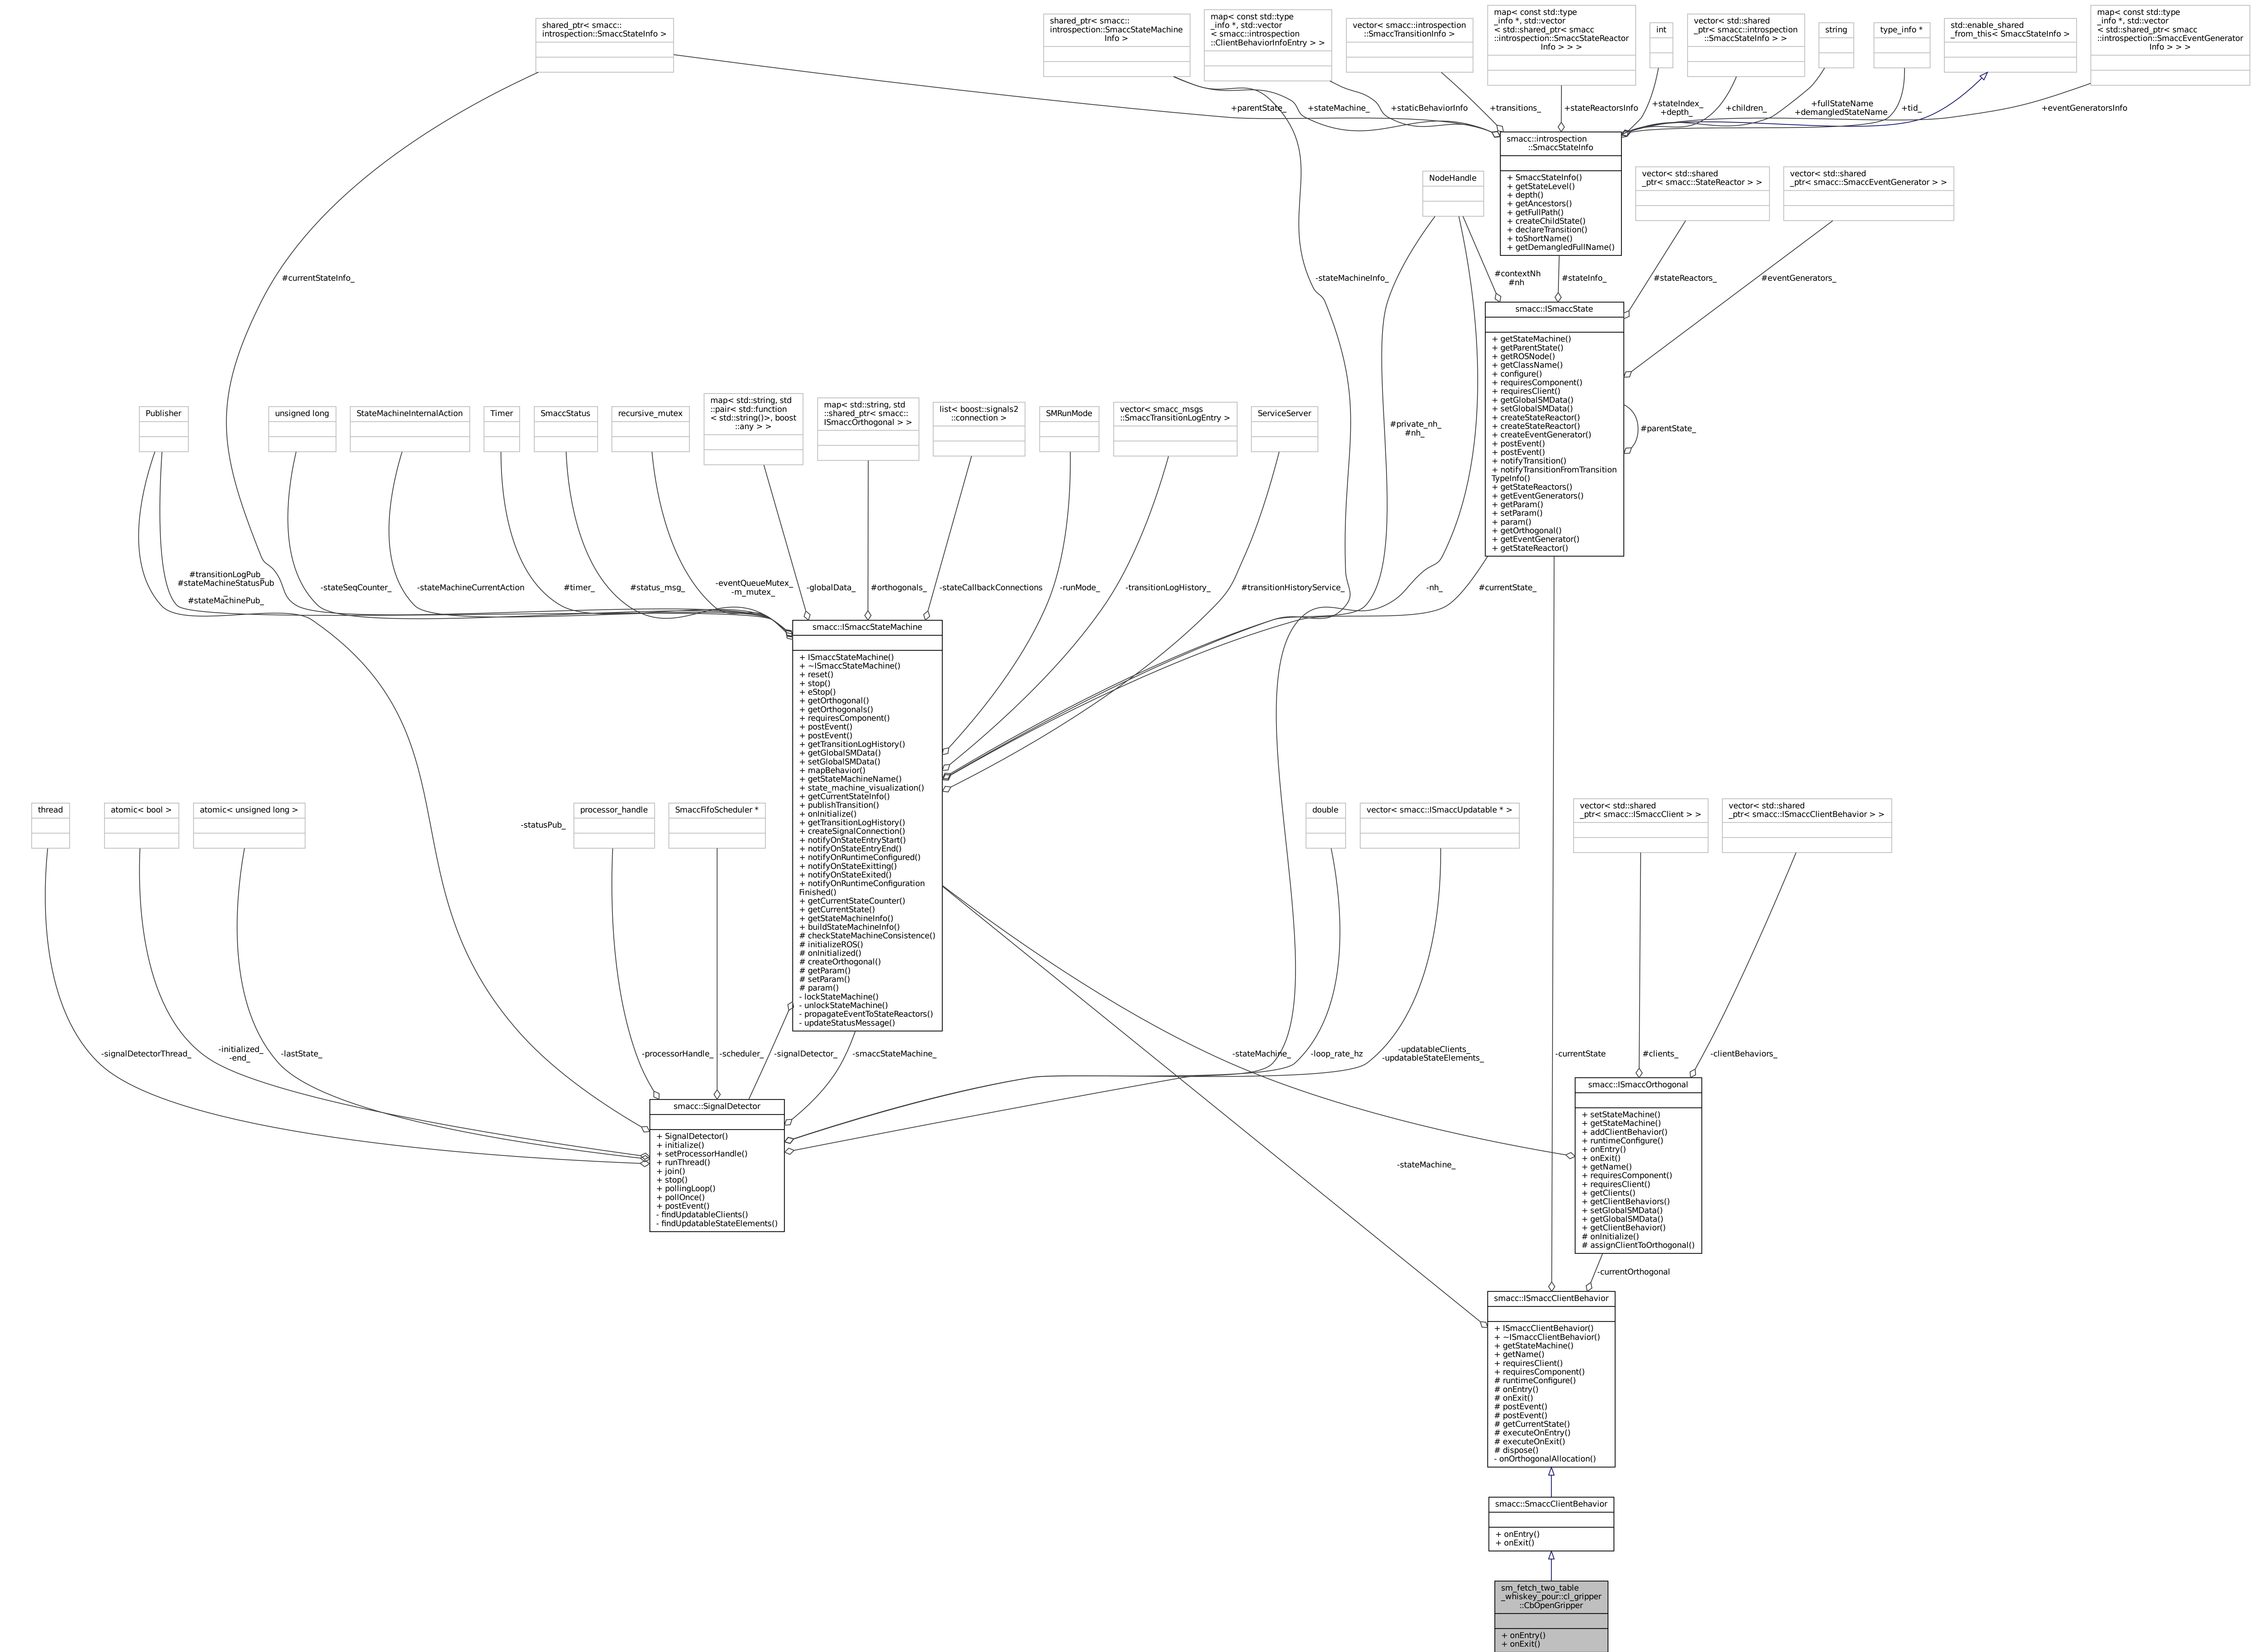 shared_ptr< smacc::
introspection::SmaccStateInfo >
shared_ptr< smacc::
introspection::SmaccStateMachine
Info >
map< const std::type
_info *, std::vector
< smacc::introspection
::ClientBehaviorInfoEntry > >
vector< smacc::introspection
::SmaccTransitionInfo >
map< const std::type
_info *, std::vector
< std::shared_ptr< smacc
::introspection::SmaccStateReactor
Info > > >
int
vector< std::shared
_ptr< smacc::introspection
::SmaccStateInfo > >
string
type_info *
std::enable_shared
_from_this< SmaccStateInfo >
map< const std::type
_info *, std::vector
< std::shared_ptr< smacc
::introspection::SmaccEventGenerator
Info > > >
+parentState_
+stateMachine_
+staticBehaviorInfo
+transitions_
+stateReactorsInfo
+stateIndex_
+depth_
+children_
+fullStateName
+demangledStateName
+tid_
+eventGeneratorsInfo
smacc::introspection
::SmaccStateInfo
+ SmaccStateInfo()
+ getStateLevel()
+ depth()
+ getAncestors()
+ getFullPath()
+ createChildState()
+ declareTransition()
+ toShortName()
+ getDemangledFullName()
NodeHandle
vector< std::shared
_ptr< smacc::StateReactor > >
vector< std::shared
_ptr< smacc::SmaccEventGenerator > >
#currentStateInfo_
-stateMachineInfo_
#contextNh
#nh
#stateInfo_
#stateReactors_
#eventGenerators_
smacc::ISmaccState
+ getStateMachine()
+ getParentState()
+ getROSNode()
+ getClassName()
+ configure()
+ requiresComponent()
+ requiresClient()
+ getGlobalSMData()
+ setGlobalSMData()
+ createStateReactor()
+ createStateReactor()
+ createEventGenerator()
+ postEvent()
+ postEvent()
+ notifyTransition()
+ notifyTransitionFromTransition
TypeInfo()
+ getStateReactors()
+ getEventGenerators()
+ getParam()
+ setParam()
+ param()
+ getOrthogonal()
+ getEventGenerator()
+ getStateReactor()
#parentState_
Publisher
unsigned long
StateMachineInternalAction
Timer
SmaccStatus
recursive_mutex
map< std::string, std
::pair< std::function
< std::string()>, boost
::any > >
map< std::string, std
::shared_ptr< smacc::
ISmaccOrthogonal > >
list< boost::signals2
::connection >
SMRunMode
vector< smacc_msgs
::SmaccTransitionLogEntry >
ServiceServer
#private_nh_
#nh_
#transitionLogPub_
#stateMachineStatusPub
_
#stateMachinePub_
-stateSeqCounter_
-stateMachineCurrentAction
#timer_
#status_msg_
-eventQueueMutex_
-m_mutex_
-globalData_
#orthogonals_
-stateCallbackConnections
-runMode_
-transitionLogHistory_
#transitionHistoryService_
-nh_
#currentState_
smacc::ISmaccStateMachine
+ ISmaccStateMachine()
+ ~ISmaccStateMachine()
+ reset()
+ stop()
+ eStop()
+ getOrthogonal()
+ getOrthogonals()
+ requiresComponent()
+ postEvent()
+ postEvent()
+ getTransitionLogHistory()
+ getGlobalSMData()
+ setGlobalSMData()
+ mapBehavior()
+ getStateMachineName()
+ state_machine_visualization()
+ getCurrentStateInfo()
+ publishTransition()
+ onInitialize()
+ getTransitionLogHistory()
+ createSignalConnection()
+ notifyOnStateEntryStart()
+ notifyOnStateEntryEnd()
+ notifyOnRuntimeConfigured()
+ notifyOnStateExitting()
+ notifyOnStateExited()
+ notifyOnRuntimeConfiguration
Finished()
+ getCurrentStateCounter()
+ getCurrentState()
+ getStateMachineInfo()
+ buildStateMachineInfo()
# checkStateMachineConsistence()
# initializeROS()
# onInitialized()
# createOrthogonal()
# getParam()
# setParam()
# param()
- lockStateMachine()
- unlockStateMachine()
- propagateEventToStateReactors()
- updateStatusMessage()
thread
atomic< bool >
atomic< unsigned long >
-statusPub_
processor_handle
SmaccFifoScheduler *
double
vector< smacc::ISmaccUpdatable * >
vector< std::shared
_ptr< smacc::ISmaccClient > >
vector< std::shared
_ptr< smacc::ISmaccClientBehavior > >
-signalDetectorThread_
-initialized_
-end_
-lastState_
-processorHandle_
-scheduler_
-signalDetector_
-smaccStateMachine_
-stateMachine_
-loop_rate_hz
-updatableClients_
-updatableStateElements_
-currentState
#clients_
-clientBehaviors_
smacc::SignalDetector
+ SignalDetector()
+ initialize()
+ setProcessorHandle()
+ runThread()
+ join()
+ stop()
+ pollingLoop()
+ pollOnce()
+ postEvent()
- findUpdatableClients()
- findUpdatableStateElements()
smacc::ISmaccOrthogonal
+ setStateMachine()
+ getStateMachine()
+ addClientBehavior()
+ runtimeConfigure()
+ onEntry()
+ onExit()
+ getName()
+ requiresComponent()
+ requiresClient()
+ getClients()
+ getClientBehaviors()
+ setGlobalSMData()
+ getGlobalSMData()
+ getClientBehavior()
# onInitialize()
# assignClientToOrthogonal()
-stateMachine_
-currentOrthogonal
smacc::ISmaccClientBehavior
+ ISmaccClientBehavior()
+ ~ISmaccClientBehavior()
+ getStateMachine()
+ getName()
+ requiresClient()
+ requiresComponent()
# runtimeConfigure()
# onEntry()
# onExit()
# postEvent()
# postEvent()
# getCurrentState()
# executeOnEntry()
# executeOnExit()
# dispose()
- onOrthogonalAllocation()
smacc::SmaccClientBehavior
+ onEntry()
+ onExit()
sm_fetch_two_table
_whiskey_pour::cl_gripper
::CbOpenGripper
+ onEntry()
+ onExit()